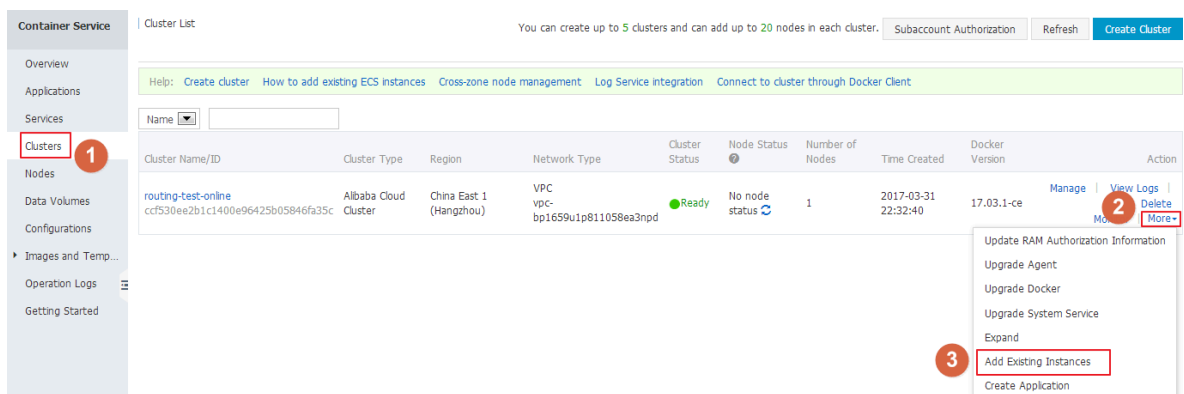 Container Service
Cluster List
You can create up to 5 clusters and can add up to 20 nodes in each cluster.
Subaccount Authorization
Refresh
Create Cluster
Overview
Applications
Services
Clusters
1
Nodes
Data Volumes
Configurations
Images and Temp...
Operation Logs
Getting Started
Help: Create cluster How to add existing ECS instances Cross-zone node management Log Service integration Connect to cluster through Docker Client
Name
Cluster Name/ID
Cluster Type
Region
Network Type
Cluster
Status
Node Status
Number of
Nodes
Time Created
Docker
Version
Action
routing-test-online
ccf530ee2b1c1400e96425b05846fa35c
Alibaba Cloud
Cluster
China East 1
(Hangzhou)
VPC
vpc-
bp1659u1p811058ea3npd
Ready
No node
status
1
2017-03-31
22:32:40
17.03.1-ce
Manage | View Logs |
2
Delete
More
Update RAM Authorization Information
Upgrade Agent
Upgrade Docker
Upgrade System Service
Expand
3
Add Existing Instances
Create Application